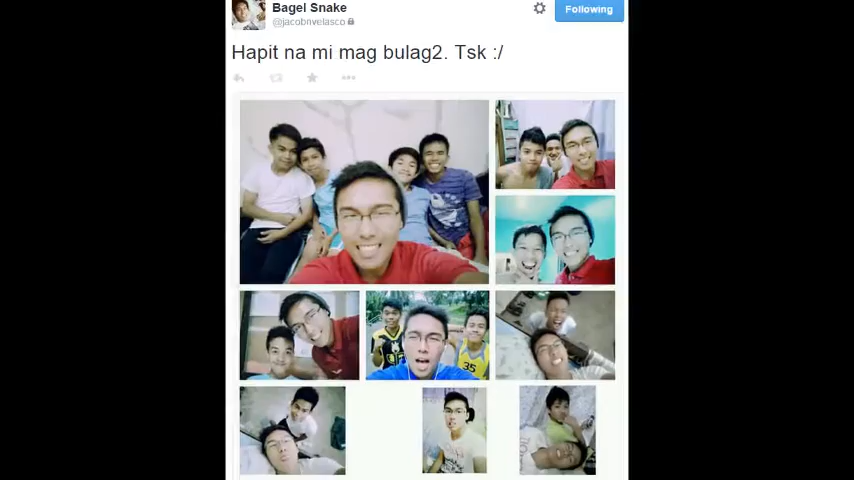 Bagel Snake
@jacobnvelasco
Following
Hapit na mi mag bulag2. Tsk :/
35